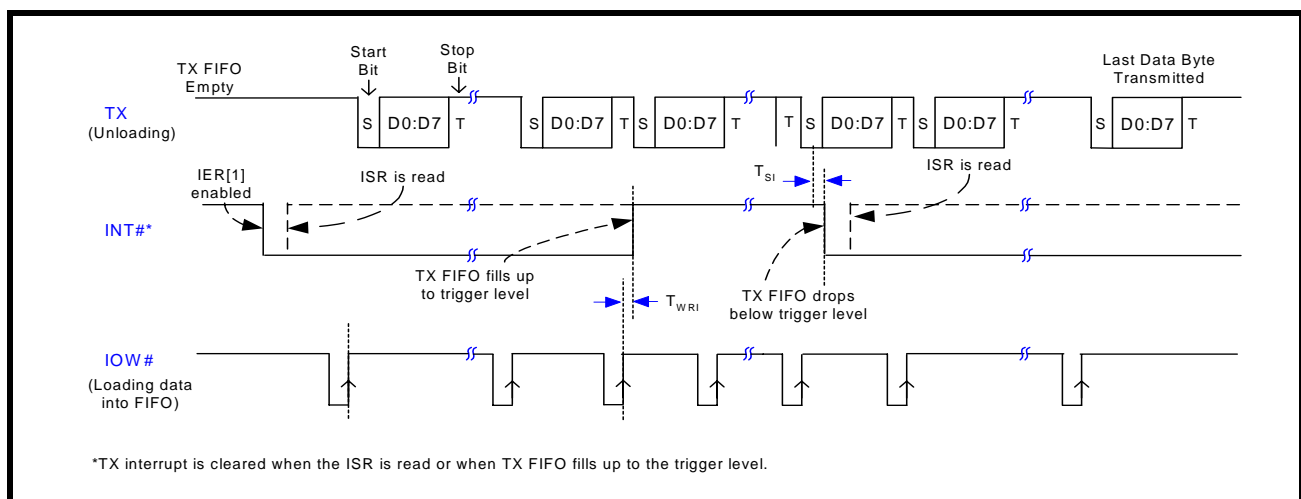 Start Bit
Stop Bit
TX FIFO Empty
Last Data Byte Transmitted
TX
(Unloading)
S D0:D7 T S D0:D7 T S D0:D7 T T S D0:D7 T S D0:D7 T S D0:D7 T
IER[1] enabled
ISR is read
TSI
ISR is read
INT#*
TX FIFO fills up to trigger level
TWRI
TX FIFO drops below trigger level
IOW#
(Loading data into FIFO)
*TX interrupt is cleared when the ISR is read or when TX FIFO fills up to the trigger level.